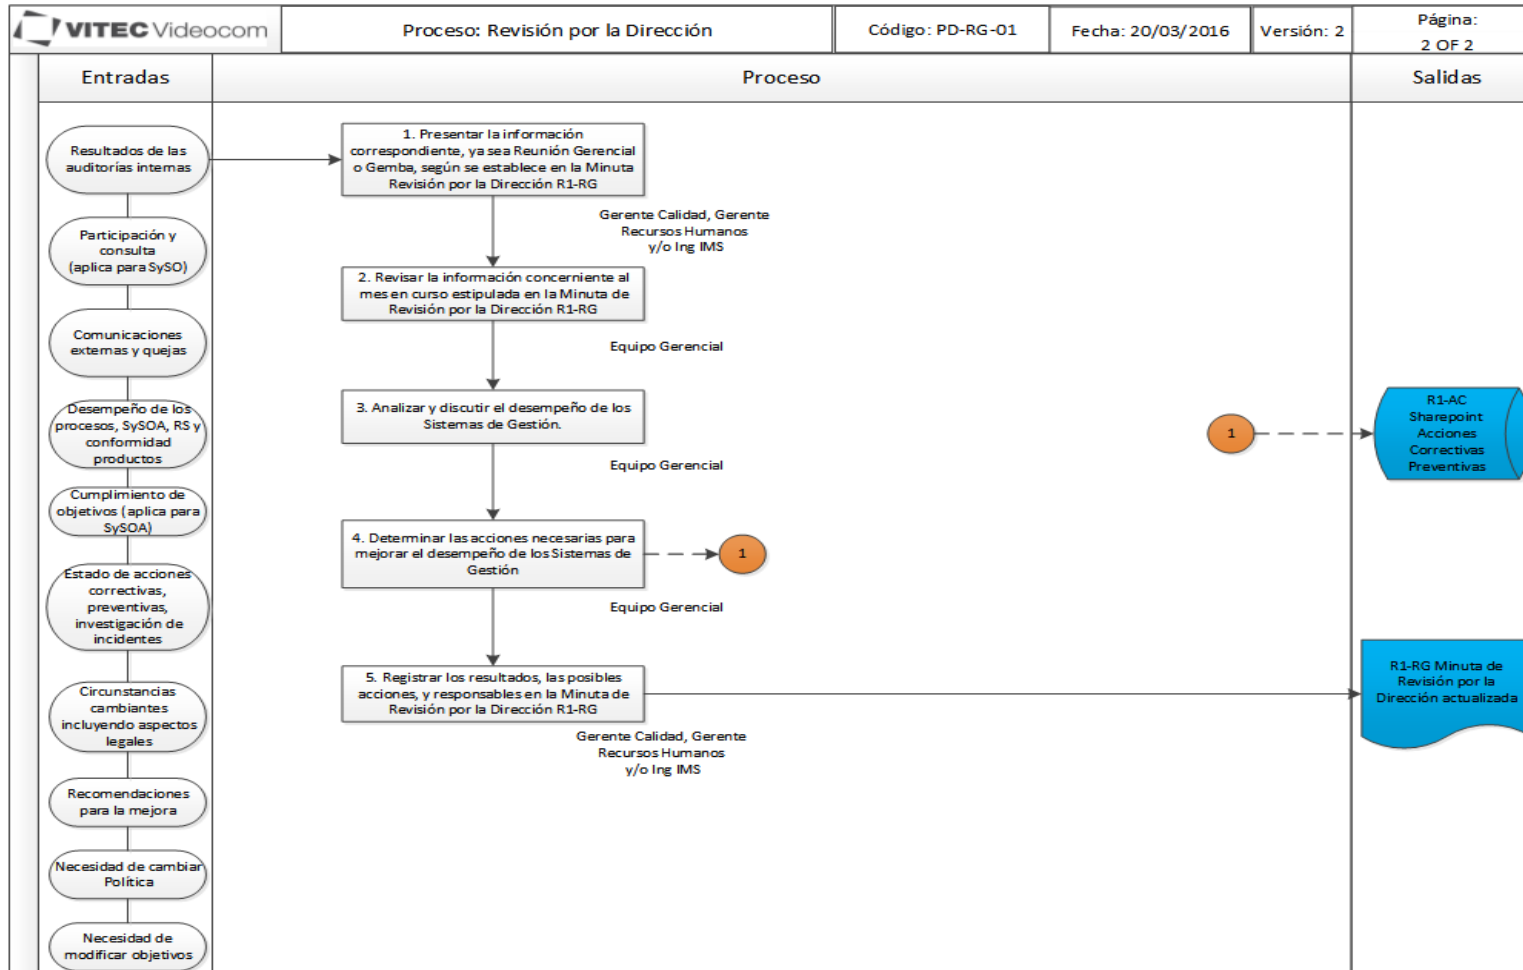 VITEC Videocom
Proceso: Revisión por la Dirección
Código: PD-RG-01
Fecha: 20/03/2016
Versión: 2
Página:
2 OF 2
Entradas
Proceso
Salidas
Resultados de las
auditorías internas
Participación y
consulta
(aplica para SySO)
Comunicaciones
externas y quejas
Desempeño de los
procesos, SySOA, RS y
conformidad
productos
Cumplimiento de
objetivos (aplica para
SySOA)
Estado de acciones
correctivas,
preventivas,
investigación de
incidentes
Circunstancias
cambiantes
incluyendo aspectos
legales
Recomendaciones
para la mejora
Necesidad de cambiar
Política
Necesidad de
modificar objetivos
1. Presentar la información
correspondiente, ya sea Reunión Gerencial
o Gemba, según se establece en la Minuta
Revisión por la Dirección R1-RG
Gerente Calidad, Gerente
Recursos Humanos
y/o Ing IMS
2. Revisar la información concerniente al
mes en curso estipulada en la Minuta de
Revisión por la Dirección R1-RG
Equipo Gerencial
3. Analizar y discutir el desempeño de los
Sistemas de Gestión.
Equipo Gerencial
4. Determinar las acciones necesarias para
mejorar el desempeño de los Sistemas de
Gestión
1
Equipo Gerencial
5. Registrar los resultados, las posibles
acciones, y responsables en la Minuta de
Revisión por la Dirección R1-RG
Gerente Calidad, Gerente
Recursos Humanos
y/o Ing IMS
1
R1-AC
Sharepoint
Acciones
Correctivas
Preventivas
R1-RG Minuta de
Revisión por la
Dirección actualizada